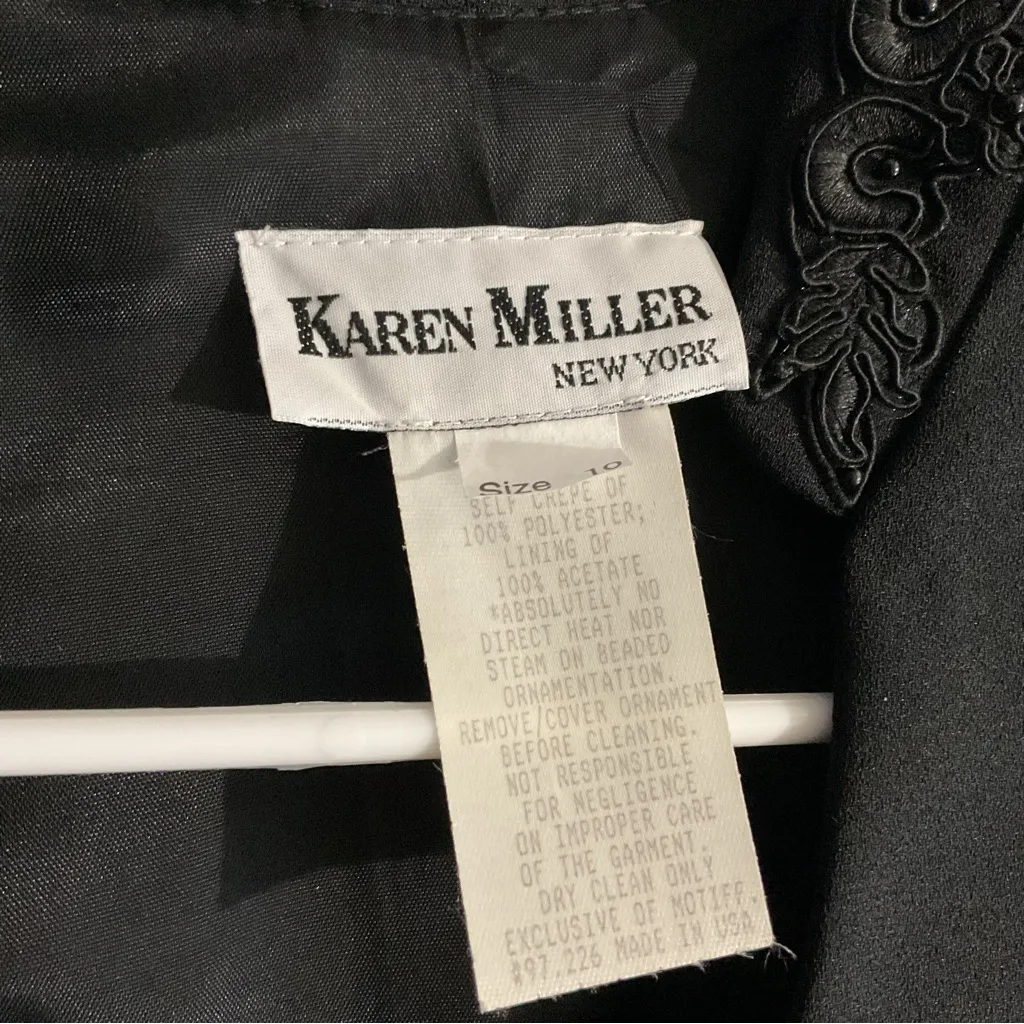 KAREN MILLER
NEW YORK
Size 10
SELF CREPE OF
100% POLYESTER;
LINING OF
100% ACETATE
*ABSOLUTELY NO
DIRECT HEAT NOR
STEAM ON BEADED
ORNAMENTATION.
REMOVE/COVER ORNAMENT
BEFORE CLEANING.
NOT RESPONSIBLE
FOR NEGLIGENCE
ON IMPROPER CARE
OF THE GARMENT.
DRY CLEAN ONLY
EXCLUSIVE OF MOTIFF.
MADE IN USA